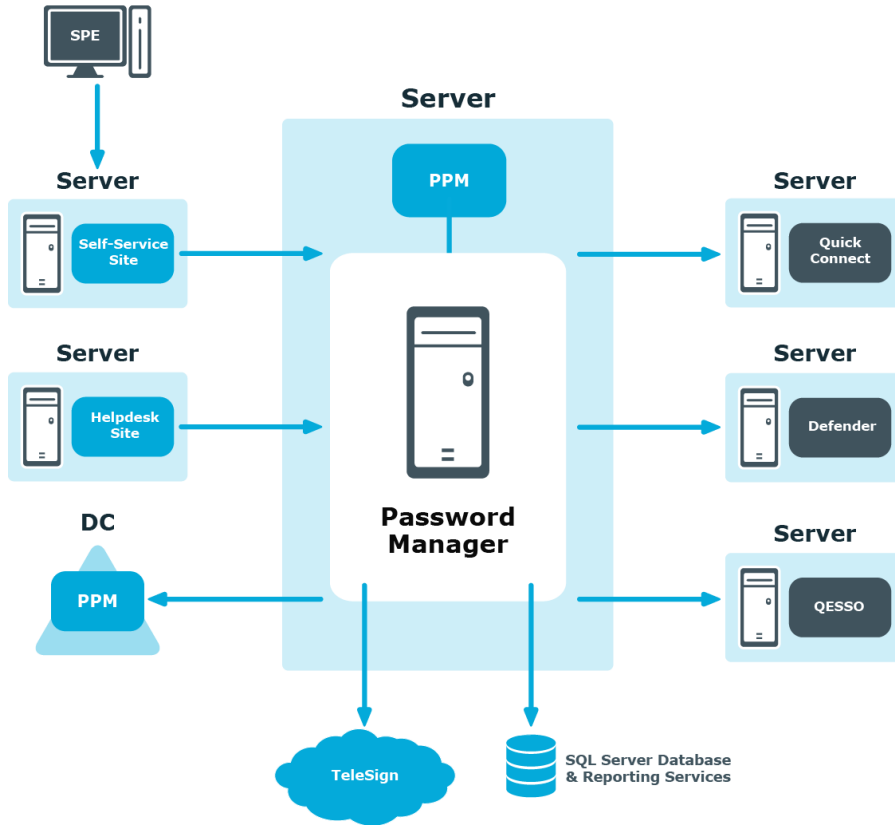 SPE
Server
Server
Self-Service
Site
PPM
Server
Quick
Connect
Server
Helpdesk
Site
Password
Manager
Server
Defender
DC
PPM
Server
QESSO
TeleSign
SQL Server Database
& Reporting Services